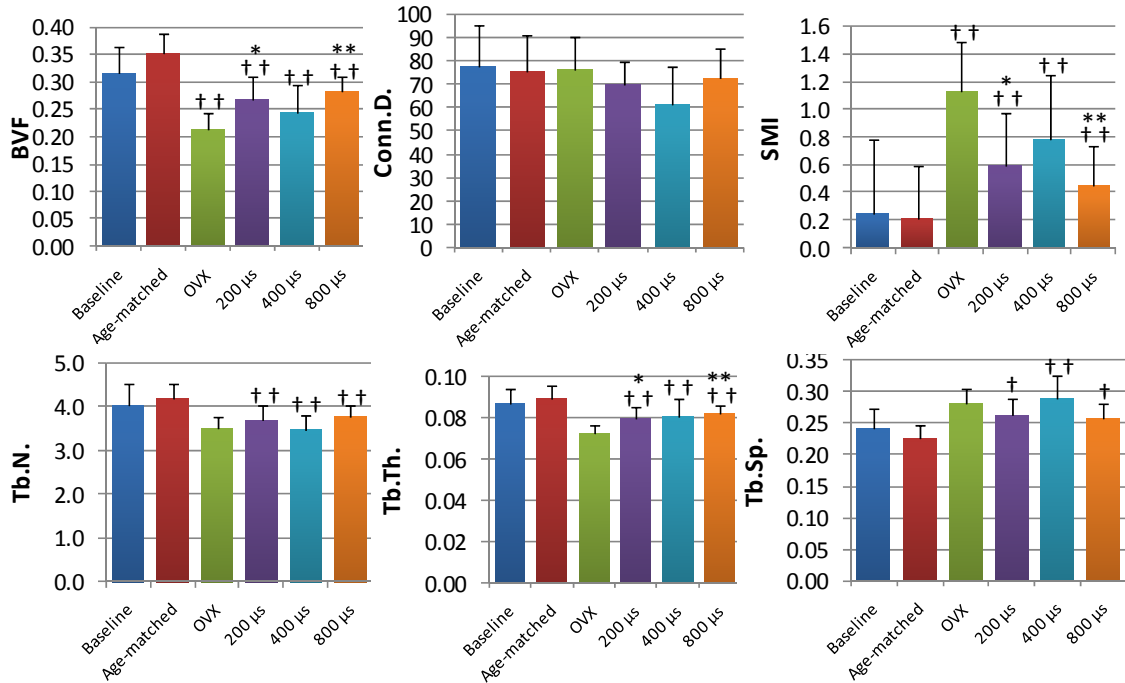 BVF
0.40
0.35
0.30
0.25
0.20
0.15
0.10
0.05
0.00
†† 
*
††
††
**
††
Baseline
Age-matched
OVX
200 µs
400 µs
800 µs
Conn.D.
100
90
80
70
60
50
40
30
20
10
0
Baseline
Age-matched
OVX
200 µs
400 µs
800 µs
SMI
1.6
1.4
1.2
1.0
0.8
0.6
0.4
0.2
0.0
††
*
††
††
**
††
Baseline
Age-matched
OVX
200 µs
400 µs
800 µs
Tb.N.
5.0
4.0
3.0
2.0
1.0
0.0
††
††
††
Baseline
Age-matched
OVX
200 µs
400 µs
800 µs
Tb.Th.
0.10
0.08
0.06
0.04
0.02
0.00
*
††
††
**
††
Baseline
Age-matched
OVX
200 µs
400 µs
800 µs
Tb.Sp.
0.35
0.30
0.25
0.20
0.15
0.10
0.05
0.00
†
††
†
Baseline
Age-matched
OVX
200 µs
400 µs
800 µs